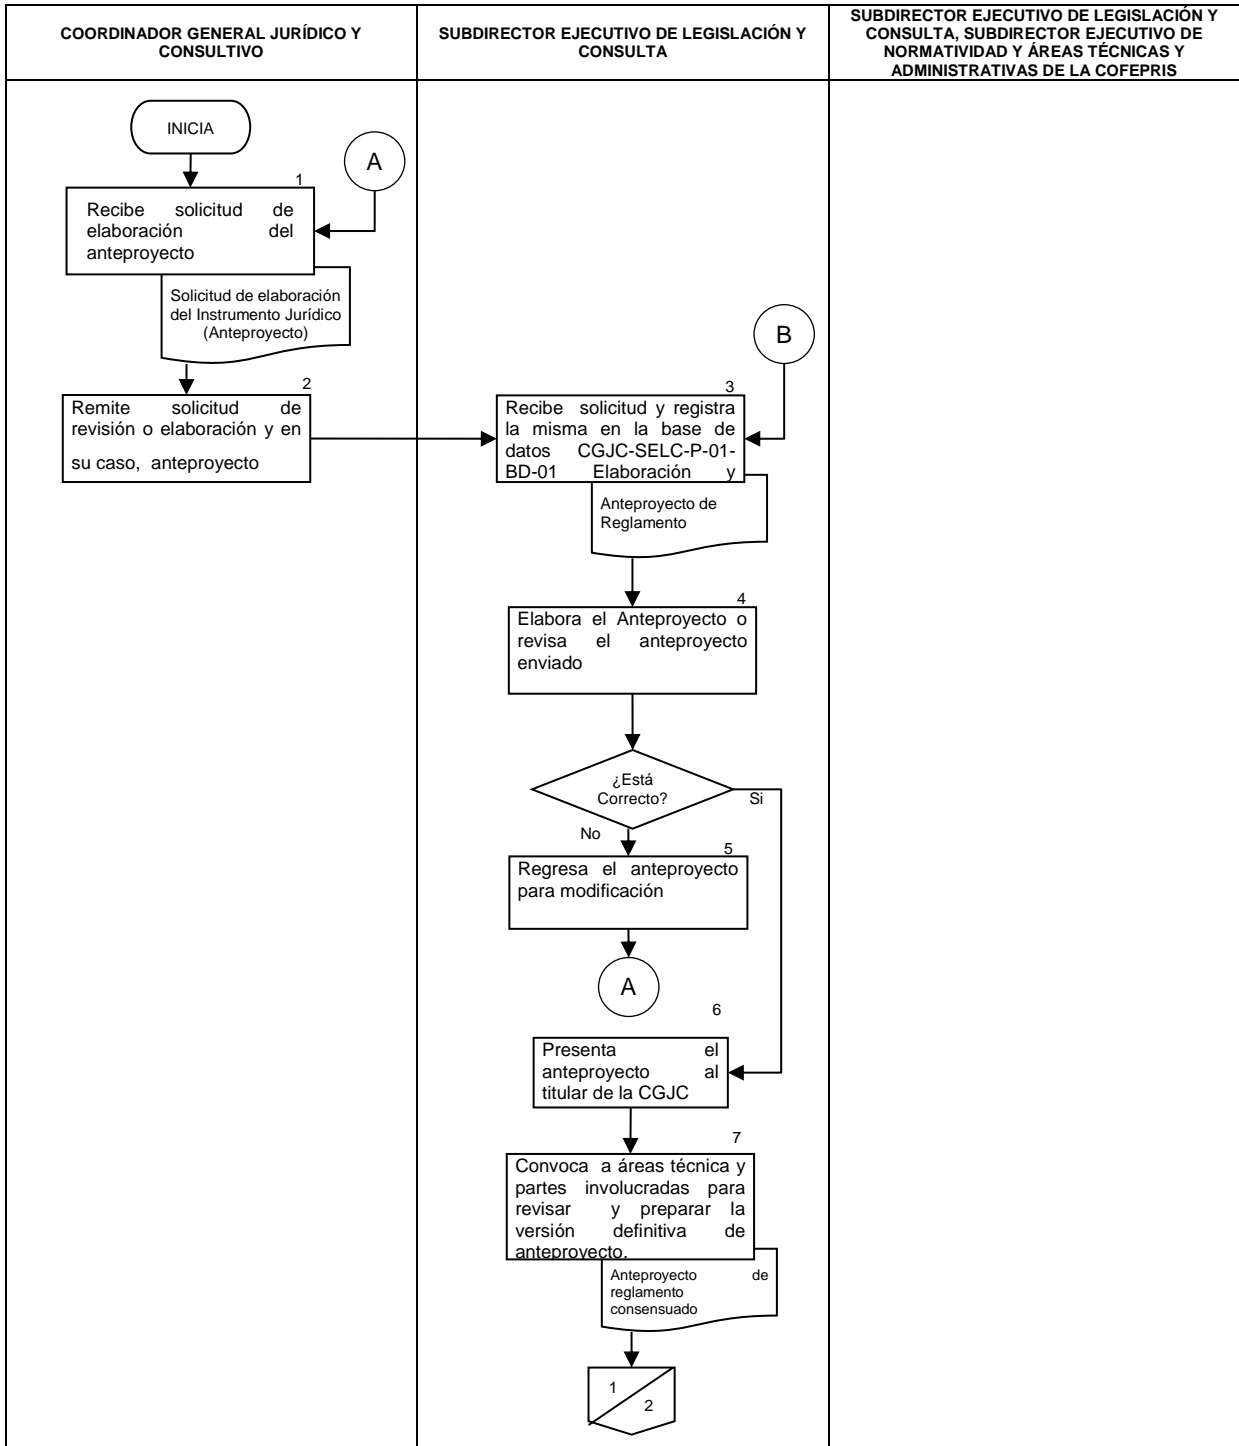 COORDINADOR GENERAL JURÍDICO Y
CONSULTIVO
SUBDIRECTOR EJECUTIVO DE LEGISLACIÓN Y
CONSULTA
SUBDIRECTOR EJECUTIVO DE LEGISLACIÓN Y
CONSULTA, SUBDIRECTOR EJECUTIVO DE
NORMATIVIDAD Y ÁREAS TÉCNICAS Y
ADMINISTRATIVAS DE LA COFEPRIS
INICIA
A
1
Recibe solicitud de
elaboración del
anteproyecto
Solicitud de elaboración
del Instrumento Jurídico
(Anteproyecto)
2
Remite solicitud de
revisión o elaboración y en
su caso, anteproyecto
B
3
Recibe solicitud y registra
la misma en la base de
datos CGJC-SELC-P-01-
BD-01 Elaboración y
Anteproyecto de
Reglamento
4
Elabora el Anteproyecto o
revisa el anteproyecto
enviado
¿Está
Correcto?
Si
No
5
Regresa el anteproyecto
para modificación
A
6
Presenta el
anteproyecto al
titular de la CGJC
7
Convoca a áreas técnica y
partes involucradas para
revisar y preparar la
versión definitiva de
anteproyecto.
Anteproyecto de
reglamento
consensuado
1
2